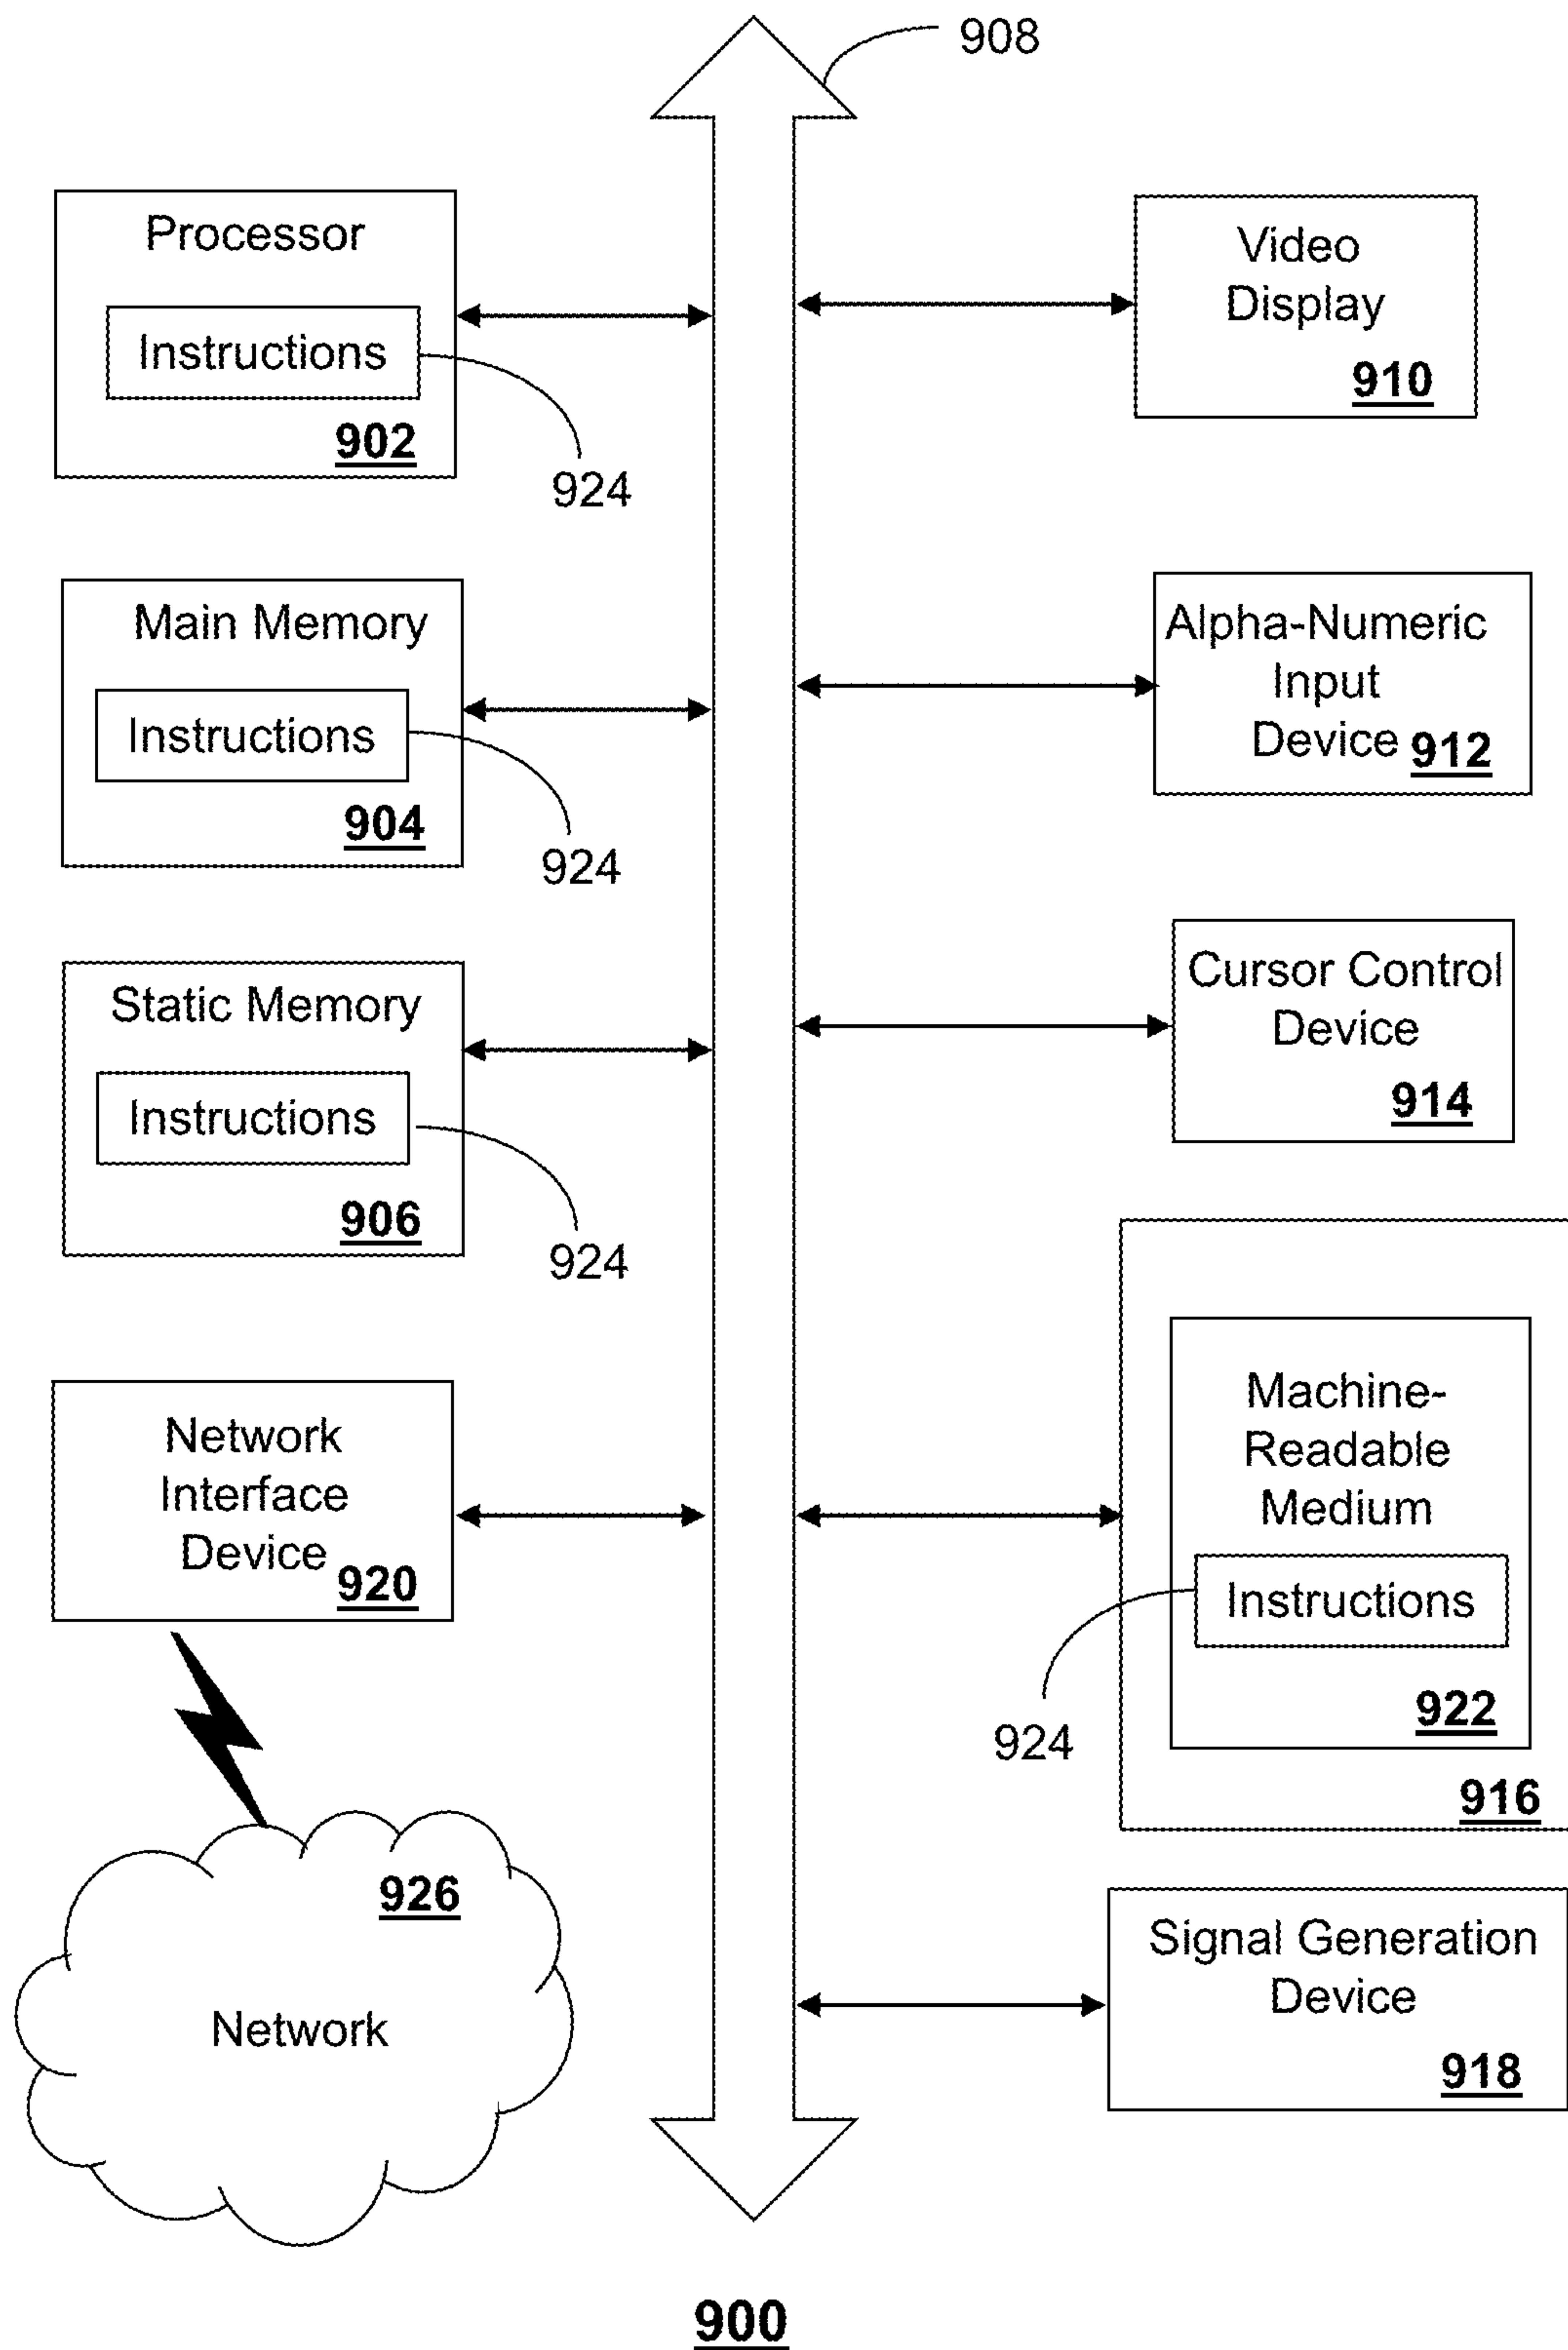 908
Processor
Instructions
902
924
Video
Display
910
Main Memory
Instructions
904
924
Alpha-Numeric
Input
Device 912
Static Memory
Instructions
906
924
Cursor Control
Device
914
Network
Interface
Device
920
Machine-
Readable
Medium
Instructions
922
924
916
926
Network
Signal Generation
Device
918
900